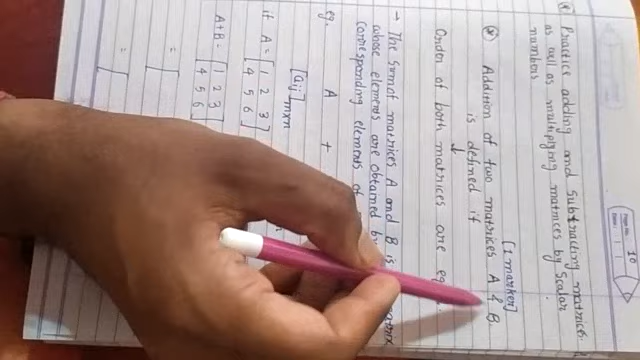 10
Practice adding and Subtracting matrices
as well as multiplying matrices by Scalar
numbers.
[1 marker]
Addition of two matrices A & B
is defined if
↓
Order of both matrices are
→ The Sum of matrices A and B is
whose elements are obtained by
corresponding elements of
eg. A +
[aij]mxn
if A = [1 2 3
4 5 6]
A+B = [1 2 3
4 5 6]
= [ ]
= [ ]